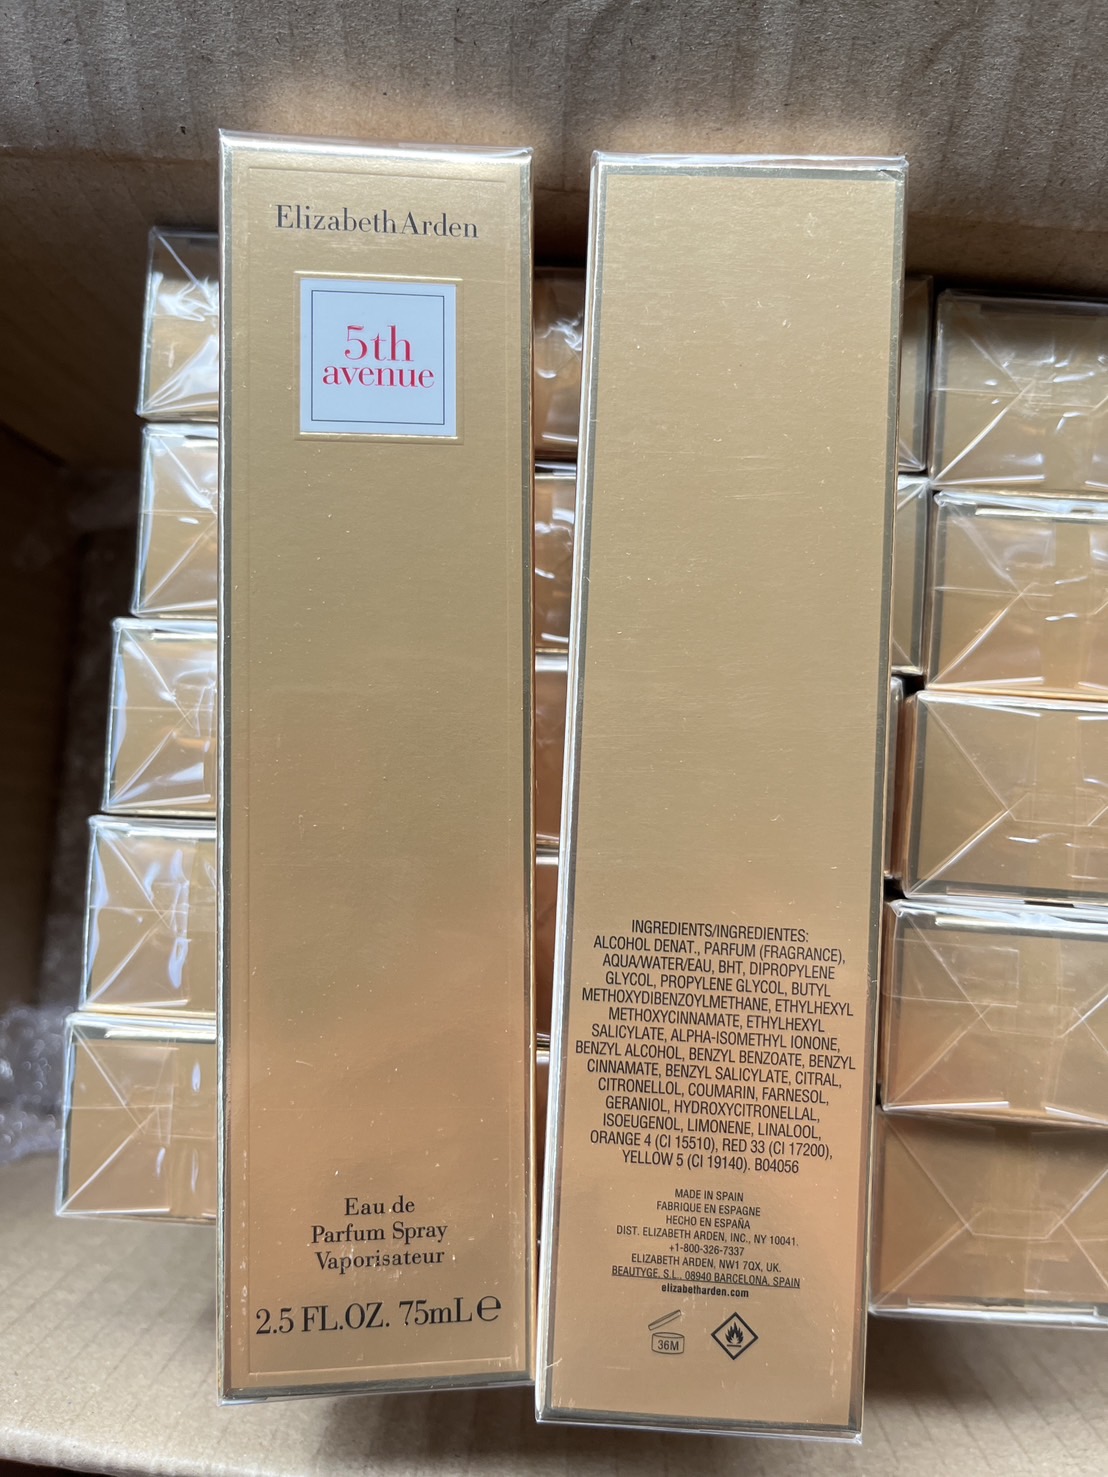 Elizabeth Arden
5th
avenue
Eau de
Parfum Spray
Vaporisateur
2.5 FL.OZ. 75mL℮
INGREDIENTS/INGREDIENTES:
ALCOHOL DENAT., PARFUM (FRAGRANCE),
AQUA/WATER/EAU, BHT, DIPROPYLENE
GLYCOL, PROPYLENE GLYCOL, BUTYL
METHOXYDIBENZOYLMETHANE, ETHYLHEXYL
METHOXYCINNAMATE, ETHYLHEXYL
SALICYLATE, ALPHA-ISOMETHYL IONONE,
BENZYL ALCOHOL, BENZYL BENZOATE, BENZYL
CINNAMATE, BENZYL SALICYLATE, CITRAL,
CITRONELLOL, COUMARIN, FARNESOL,
GERANIOL, HYDROXYCITRONELLAL,
ISOEUGENOL, LIMONENE, LINALOOL,
ORANGE 4 (CI 15510), RED 33 (CI 17200),
YELLOW 5 (CI 19140). B04056
MADE IN SPAIN
FABRIQUE EN ESPAGNE
HECHO EN ESPAÑA
DIST. ELIZABETH ARDEN, INC., NY 10041.
+1-800-326-7337
ELIZABETH ARDEN, NW1 7QX, UK.
BEAUTYGE, S.L., 08940 BARCELONA, SPAIN
elizabetharden.com
36M